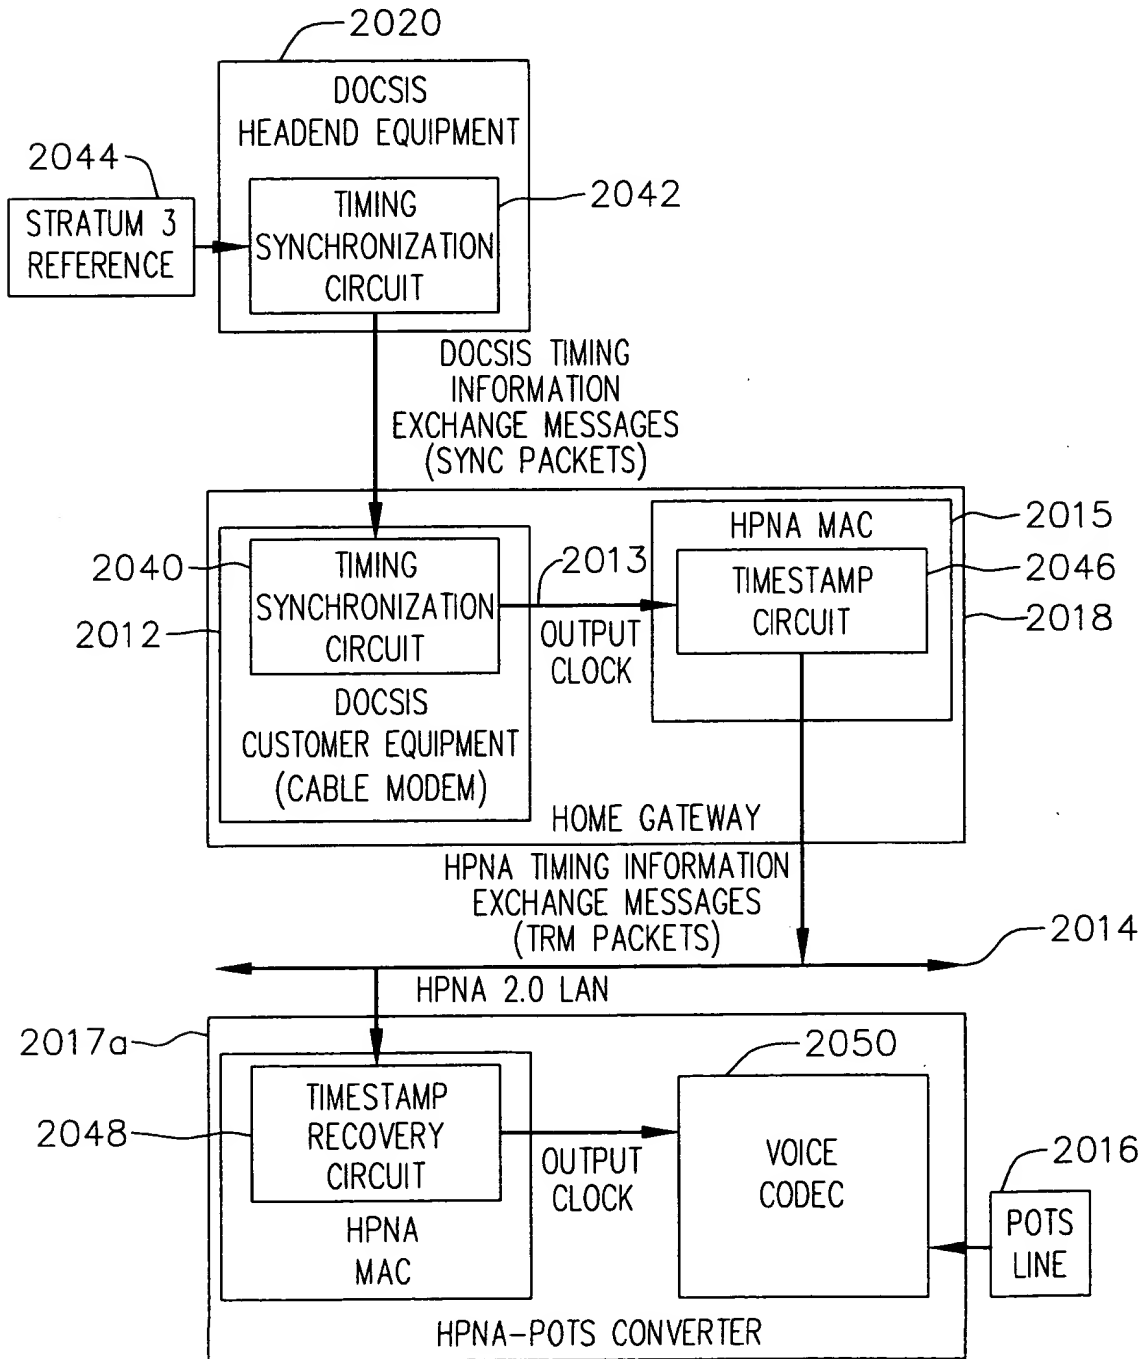 2020
DOCSIS
HEADEND EQUIPMENT
2044
STRATUM 3
REFERENCE
2042
TIMING
SYNCHRONIZATION
CIRCUIT
DOCSIS TIMING
INFORMATION
EXCHANGE MESSAGES
(SYNC PACKETS)
2015
HPNA MAC
2040
TIMING
SYNCHRONIZATION
CIRCUIT
2013
OUTPUT
CLOCK
TIMESTAMP
CIRCUIT
2046
2012
2018
DOCSIS
CUSTOMER EQUIPMENT
(CABLE MODEM)
HOME GATEWAY
HPNA TIMING INFORMATION
EXCHANGE MESSAGES
(TRM PACKETS)
2014
HPNA 2.0 LAN
2017a
2050
TIMESTAMP
RECOVERY
CIRCUIT
2048
OUTPUT
CLOCK
VOICE
CODEC
2016
POTS
LINE
HPNA
MAC
HPNA-POTS CONVERTER